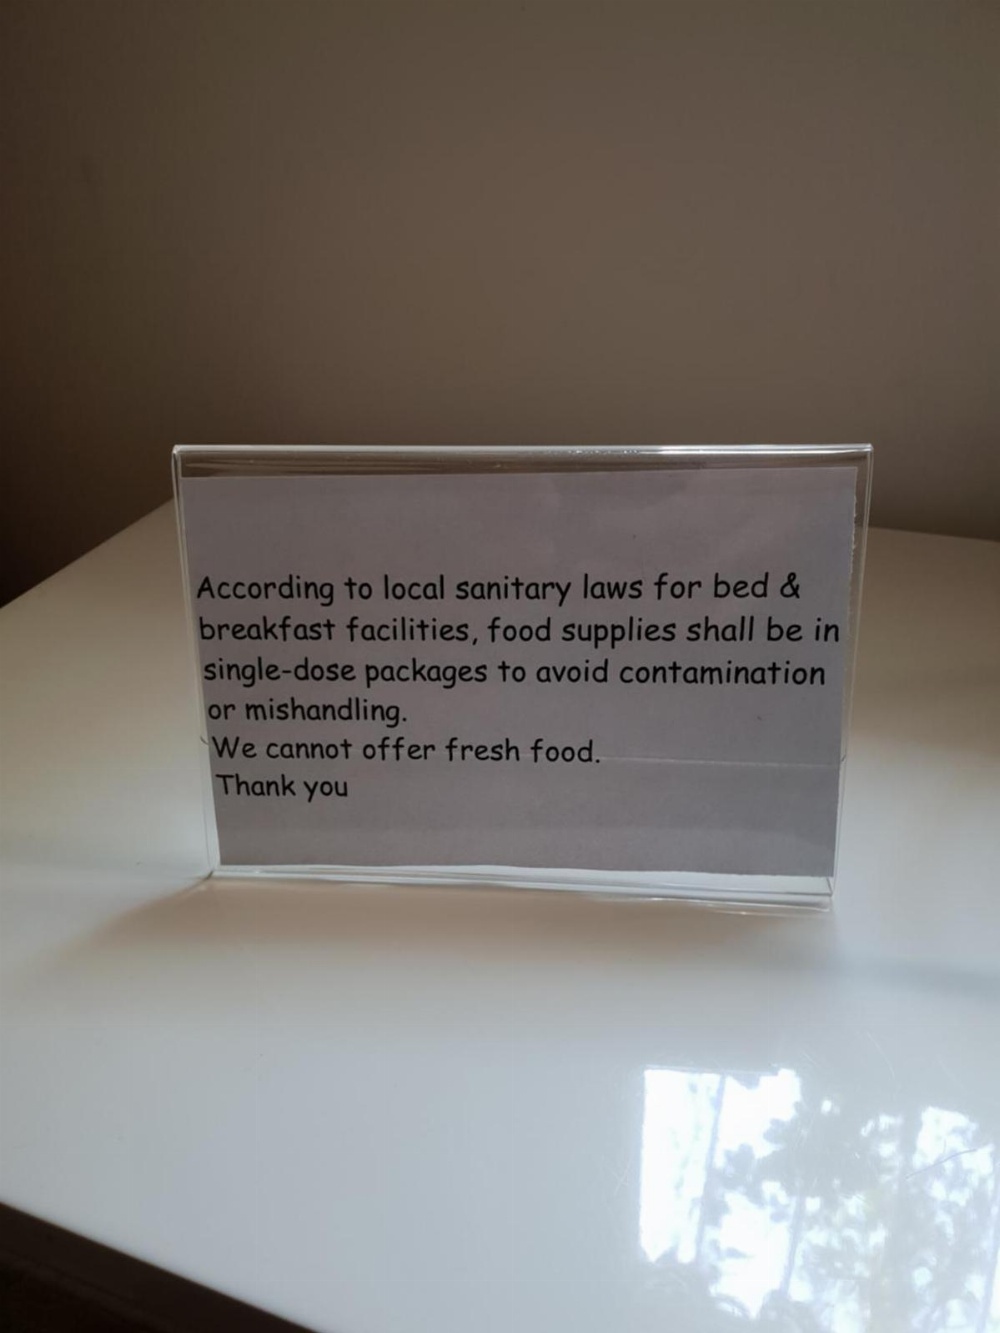 According to local sanitary laws for bed &
breakfast facilities, food supplies shall be in
single-dose packages to avoid contamination
or mishandling.
We cannot offer fresh food.
Thank you